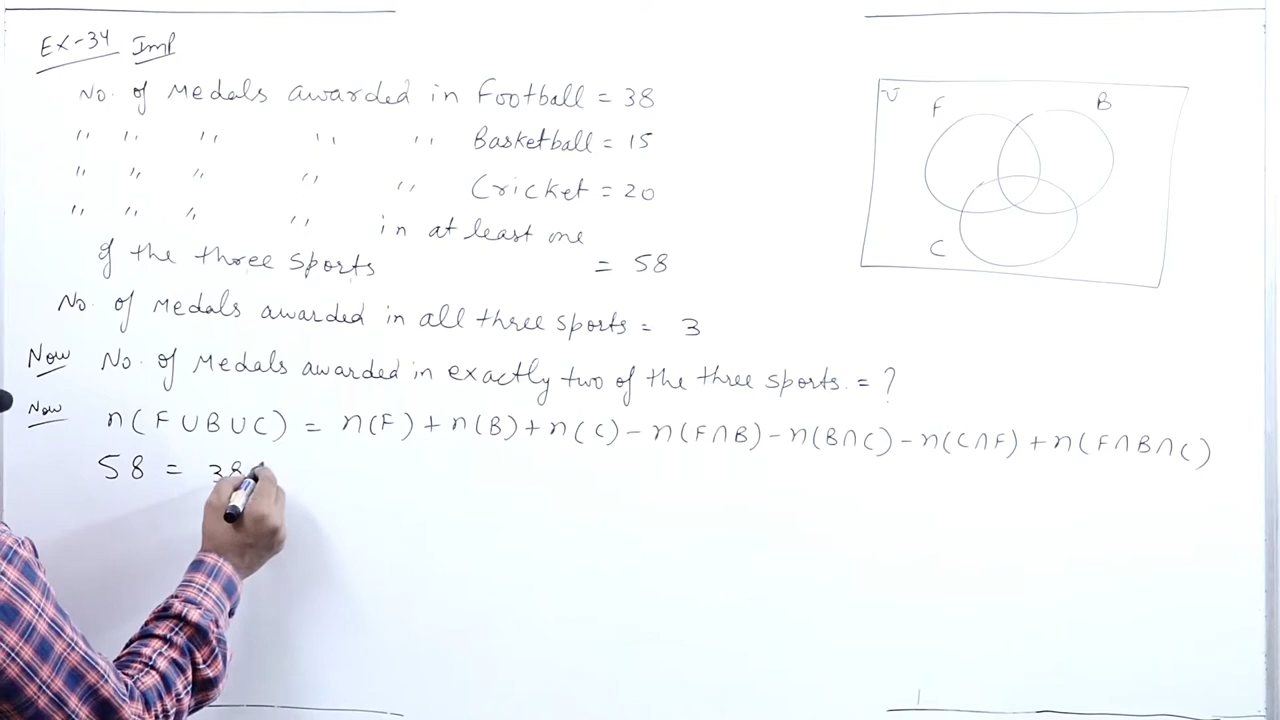 Ex-34 Imp
No. of Medals awarded in Football = 38
" " " " " Basketball = 15
" " " " " Cricket = 20
" " " " in at least one
of the three sports = 58
No. of Medals awarded in all three sports = 3
Now No. of Medals awarded in exactly two of the three sports. = ?
Now n(F∪B∪C) = n(F) + n(B) + n(C) - n(F∩B) - n(B∩C) - n(C∩F) + n(F∩B∩C)
58 = 38
U
F B
C